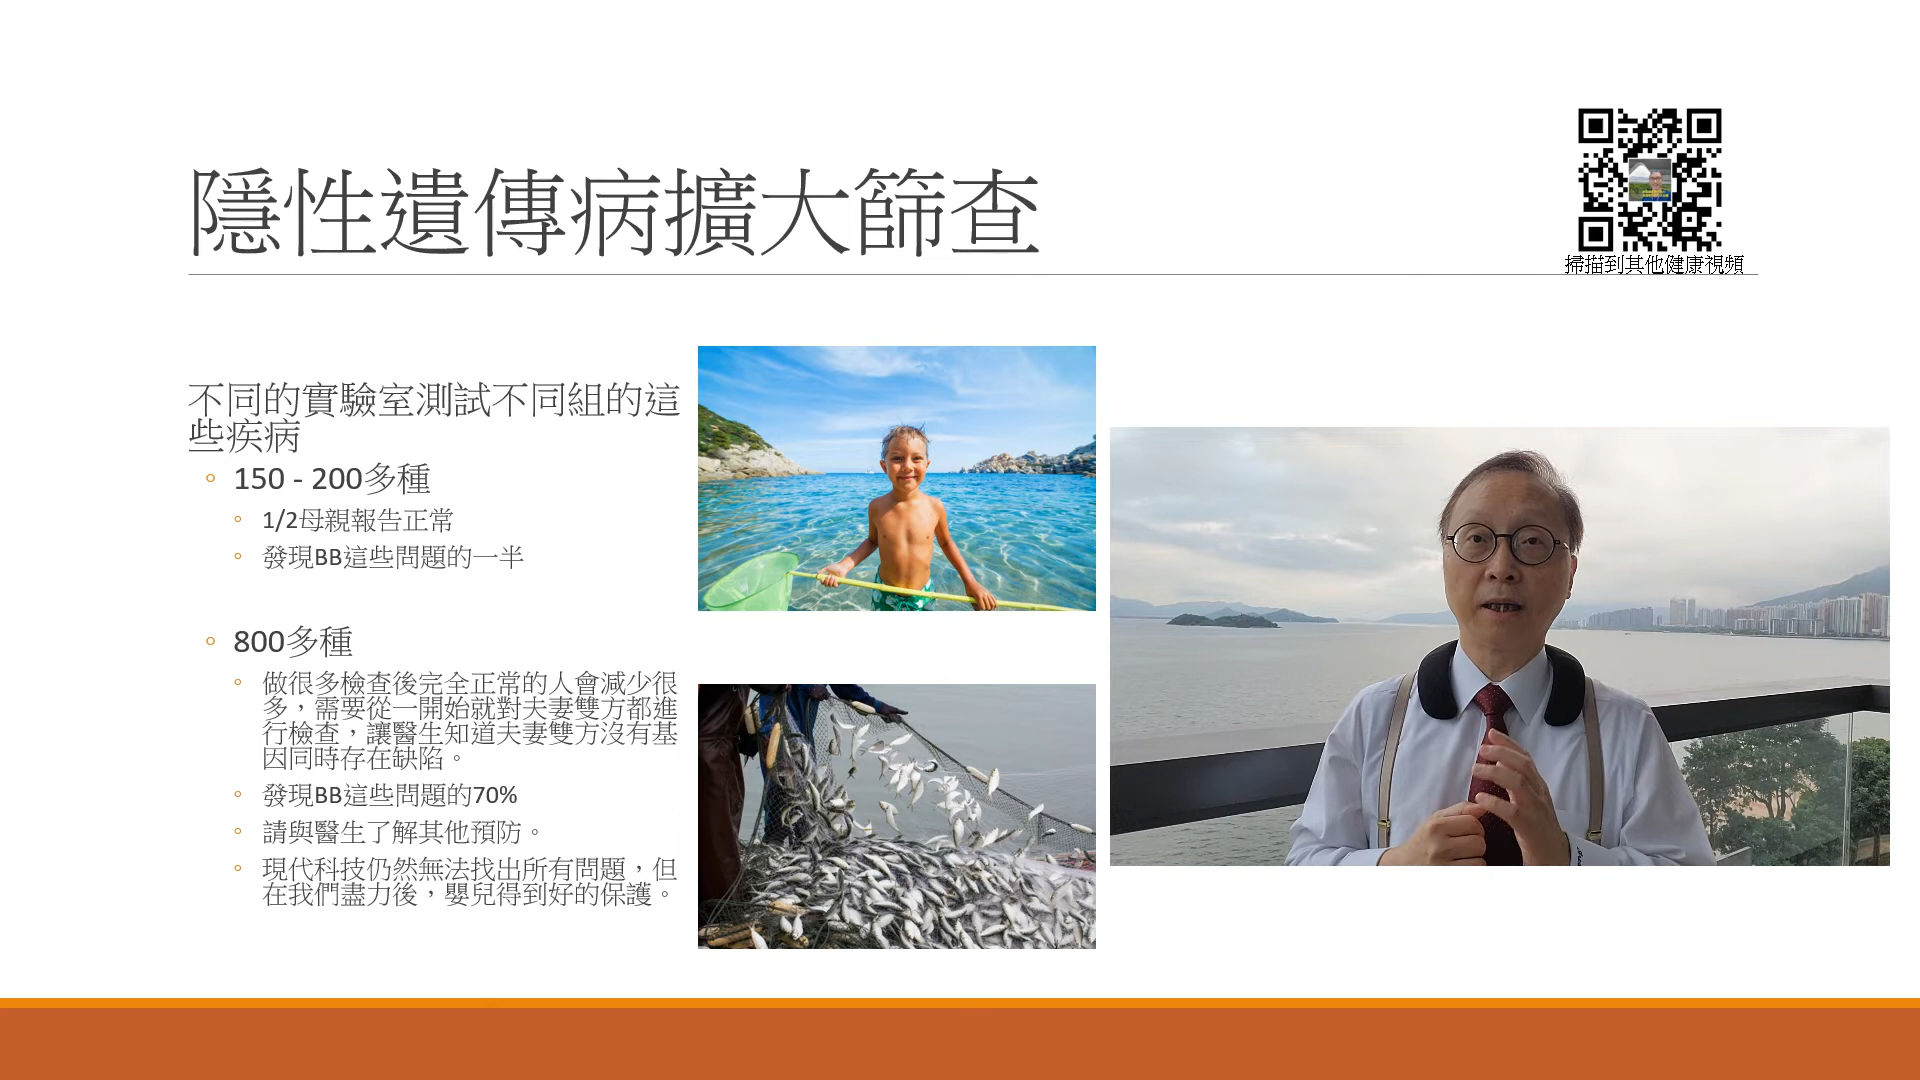 隱性遺傳病擴大篩查
掃描到其他健康視頻
不同的實驗室測試不同組的這
些疾病
150 - 200多種
1/2母親報告正常
發現BB這些問題的一半
800多種
做很多檢查後完全正常的人會減少很
多，需要從一開始就對夫妻雙方都進
行檢查，讓醫生知道夫妻雙方沒有基
因同時存在缺陷。
發現BB這些問題的70%
請與醫生了解其他預防。
現代科技仍然無法找出所有問題，但
在我們盡力後，嬰兒得到好的保護。